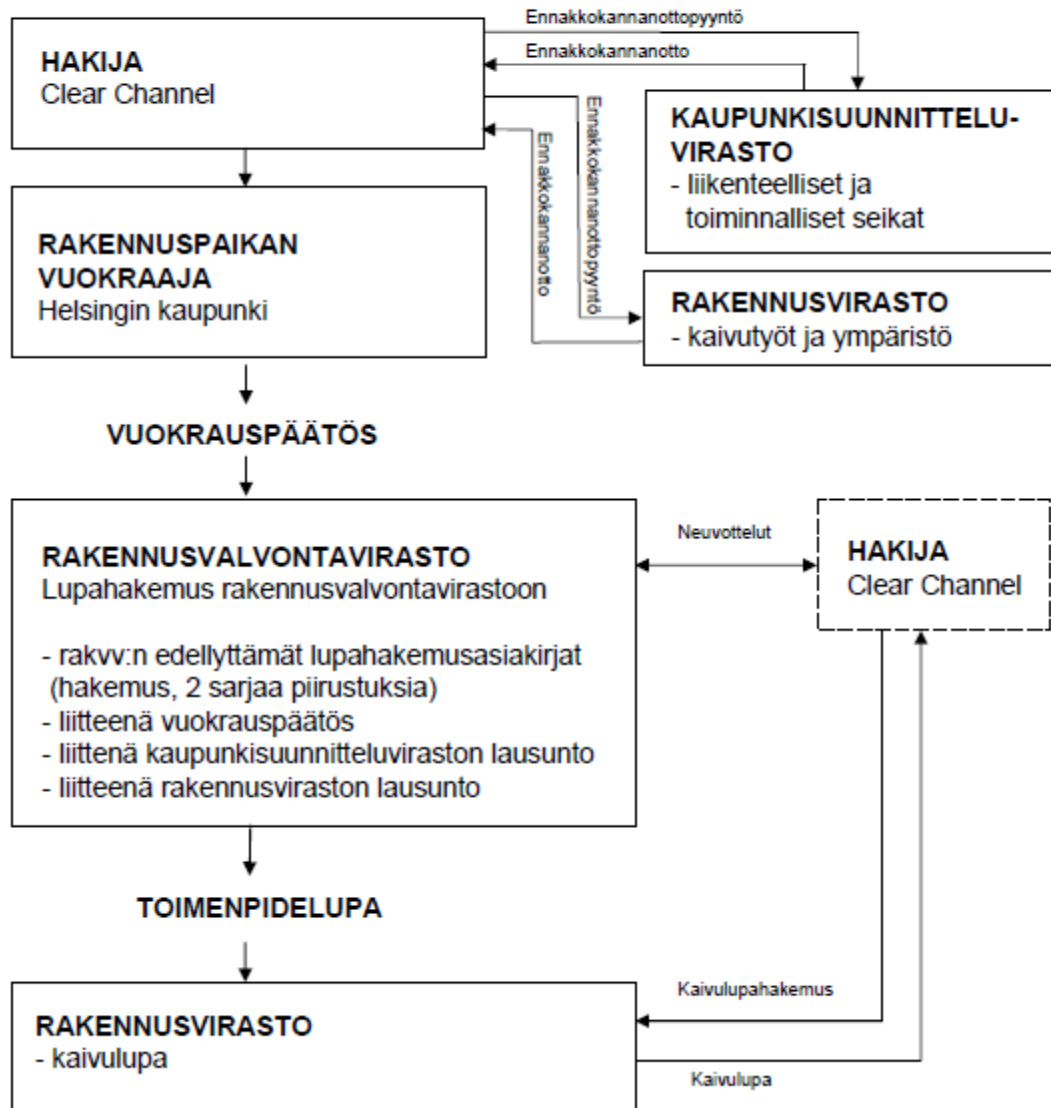 Ennakkokannanottopyyntö
HAKIJA
Clear Channel
Ennakkokannanotto
Ennakkokannanottopyyntö
Ennakkokannanotto
KAUPUNKISUUNNITTELU-
VIRASTO
- liikenteelliset ja
toiminnalliset seikat
RAKENNUSPAIKAN
VUOKRAAJA
Helsingin kaupunki
RAKENNUSVIRASTO
- kaivutyöt ja ympäristö
VUOKRAUSPÄÄTÖS
RAKENNUSVALVONTAVIRASTO
Lupahakemus rakennusvalvontavirastoon
- rakvv:n edellyttämät lupahakemusasiakirjat
(hakemus, 2 sarjaa piirustuksia)
- liitteenä vuokrauspäätös
- liittenä kaupunkisuunnitteluviraston lausunto
- liitteenä rakennusviraston lausunto
Neuvottelut
HAKIJA
Clear Channel
TOIMENPIDELUPA
RAKENNUSVIRASTO
- kaivulupa
Kaivulupahakemus
Kaivulupa